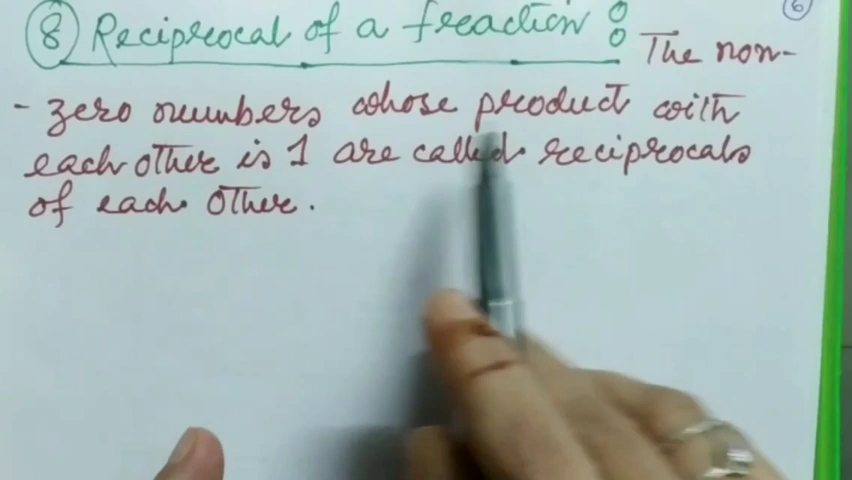 6
8 Reciprocal of a fraction : The non-
- zero numbers whose product with
each other is 1 are called reciprocals
of each other.